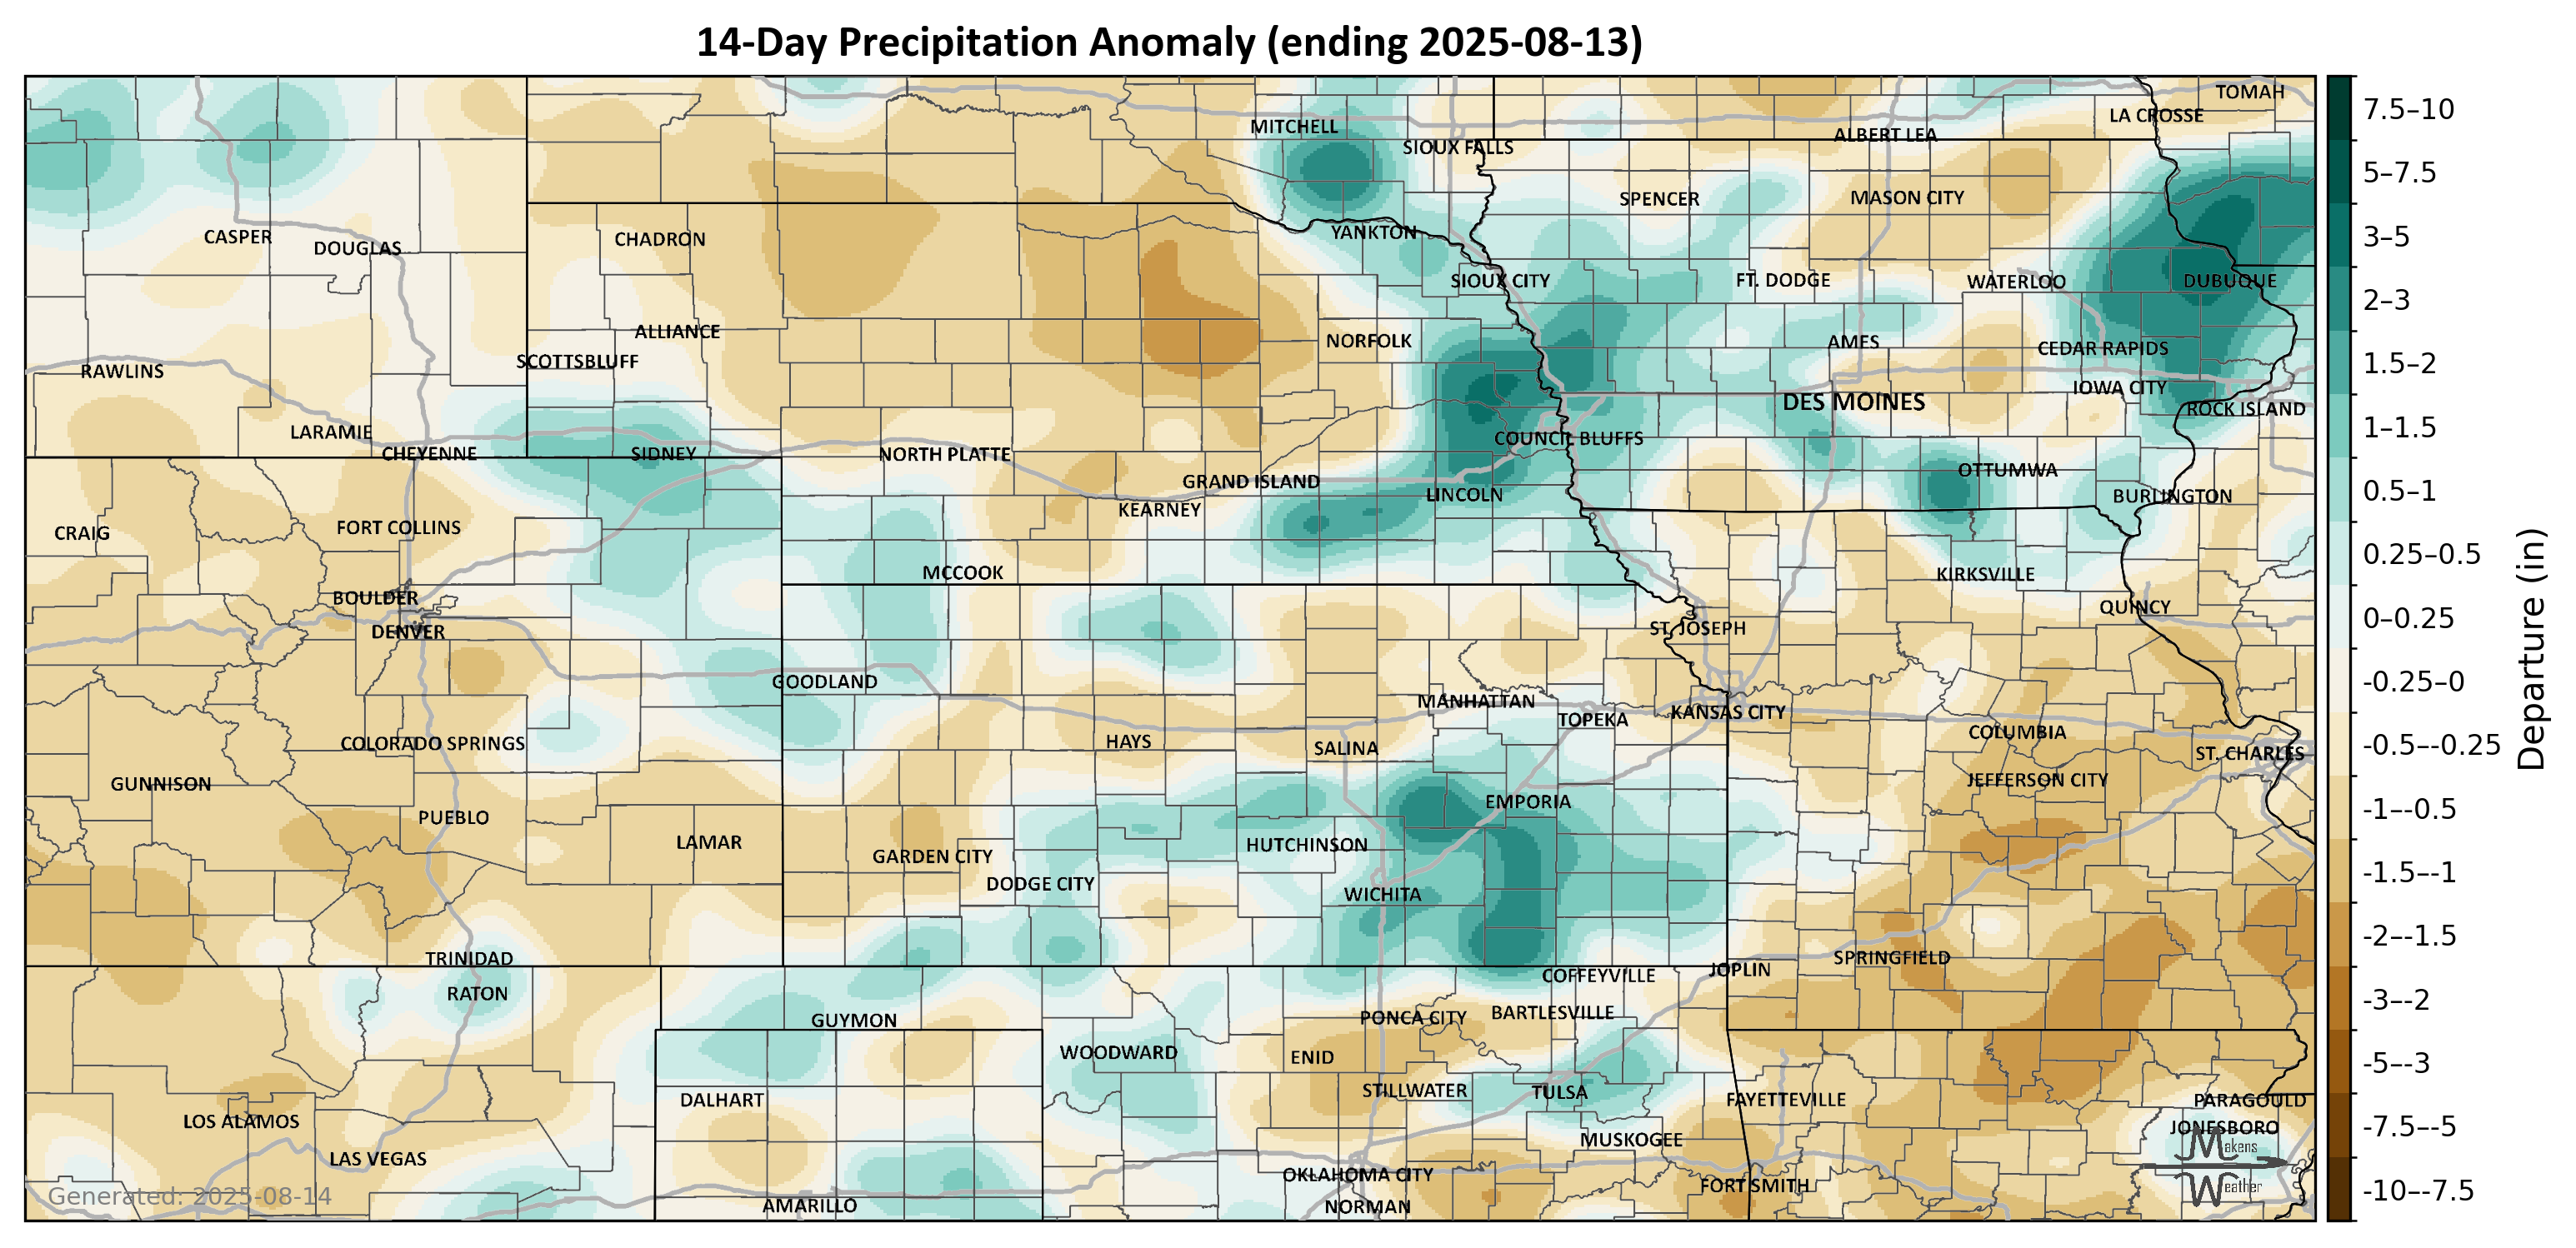 14-Day Precipitation Anomaly (ending 2025-08-13)
TOMAH
LA CROSSE
MITCHELL
ALBERT LEA
SIOUX FALLS
SPENCER
MASON CITY
CASPER
DOUGLAS
CHADRON
YANKTON
SIOUX CITY
FT. DODGE
WATERLOO
DUBUQUE
ALLIANCE
NORFOLK
AMES
CEDAR RAPIDS
SCOTTSBLUFF
RAWLINS
IOWA CITY
DES MOINES
ROCK ISLAND
LARAMIE
COUNCIL BLUFFS
CHEYENNE
SIDNEY
NORTH PLATTE
OTTUMWA
GRAND ISLAND
LINCOLN
BURLINGTON
KEARNEY
CRAIG
FORT COLLINS
MCCOOK
KIRKSVILLE
BOULDER
QUINCY
DENVER
ST. JOSEPH
GOODLAND
MANHATTAN
KANSAS CITY
TOPEKA
COLUMBIA
COLORADO SPRINGS
HAYS
SALINA
ST. CHARLES
GUNNISON
JEFFERSON CITY
EMPORIA
PUEBLO
LAMAR
HUTCHINSON
GARDEN CITY
DODGE CITY
WICHITA
TRINIDAD
SPRINGFIELD
JOPLIN
COFFEYVILLE
RATON
BARTLESVILLE
GUYMON
PONCA CITY
WOODWARD
ENID
STILLWATER
TULSA
DALHART
FAYETTEVILLE
PARAGOULD
LOS ALAMOS
JONESBORO
MUSKOGEE
LAS VEGAS
OKLAHOMA CITY
FORT SMITH
AMARILLO
NORMAN
Generated: 2025-08-14
Makens
Weather
7.5–10
5–7.5
3–5
2–3
1.5–2
1–1.5
0.5–1
0.25–0.5
0–0.25
-0.25–0
-0.5–-0.25
-1–-0.5
-1.5–-1
-2–-1.5
-3–-2
-5–-3
-7.5–-5
-10–-7.5
Departure (in)